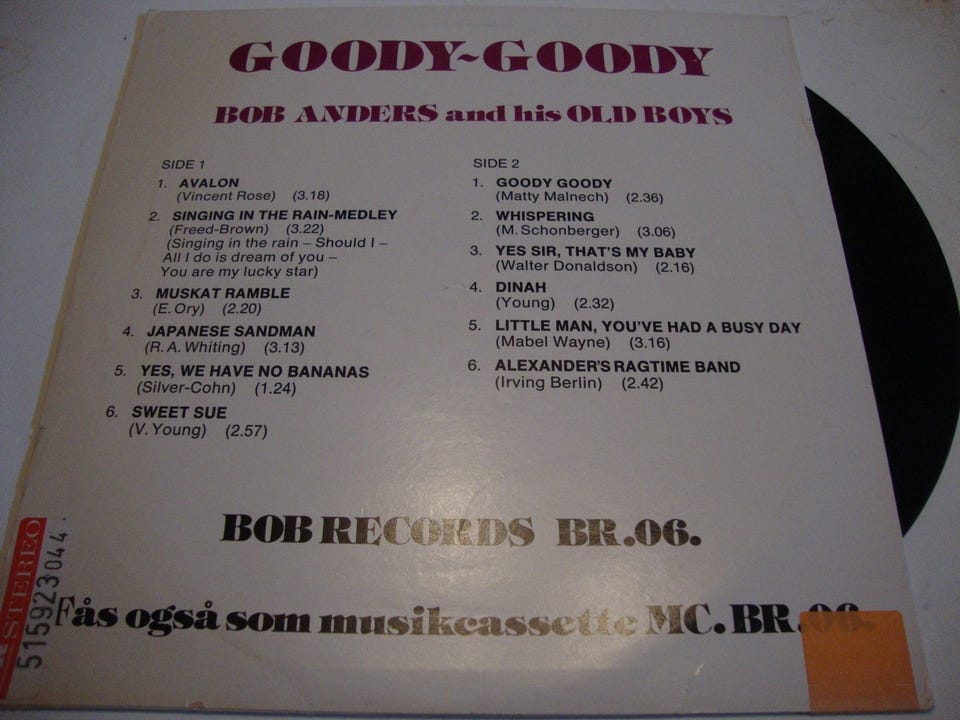 GOODY-GOODY
BOB ANDERS and his OLD BOYS
SIDE 1
1. AVALON
(Vincent Rose) (3.18)
2. SINGING IN THE RAIN-MEDLEY
(Freed-Brown) (3.22)
(Singing in the rain – Should I –
All I do is dream of you –
You are my lucky star)
3. MUSKAT RAMBLE
(E. Ory) (2.20)
4. JAPANESE SANDMAN
(R. A. Whiting) (3.13)
5. YES, WE HAVE NO BANANAS
(Silver-Cohn) (1.24)
6. SWEET SUE
(V. Young) (2.57)
SIDE 2
1. GOODY GOODY
(Matty Malnech) (2.36)
2. WHISPERING
(M. Schonberger) (3.06)
3. YES SIR, THAT'S MY BABY
(Walter Donaldson) (2.16)
4. DINAH
(Young) (2.32)
5. LITTLE MAN, YOU'VE HAD A BUSY DAY
(Mabel Wayne) (3.16)
6. ALEXANDER'S RAGTIME BAND
(Irving Berlin) (2.42)
BOB RECORDS BR.06.
Fås også som musikcassette MC. BR.06.
STEREO
515923044.